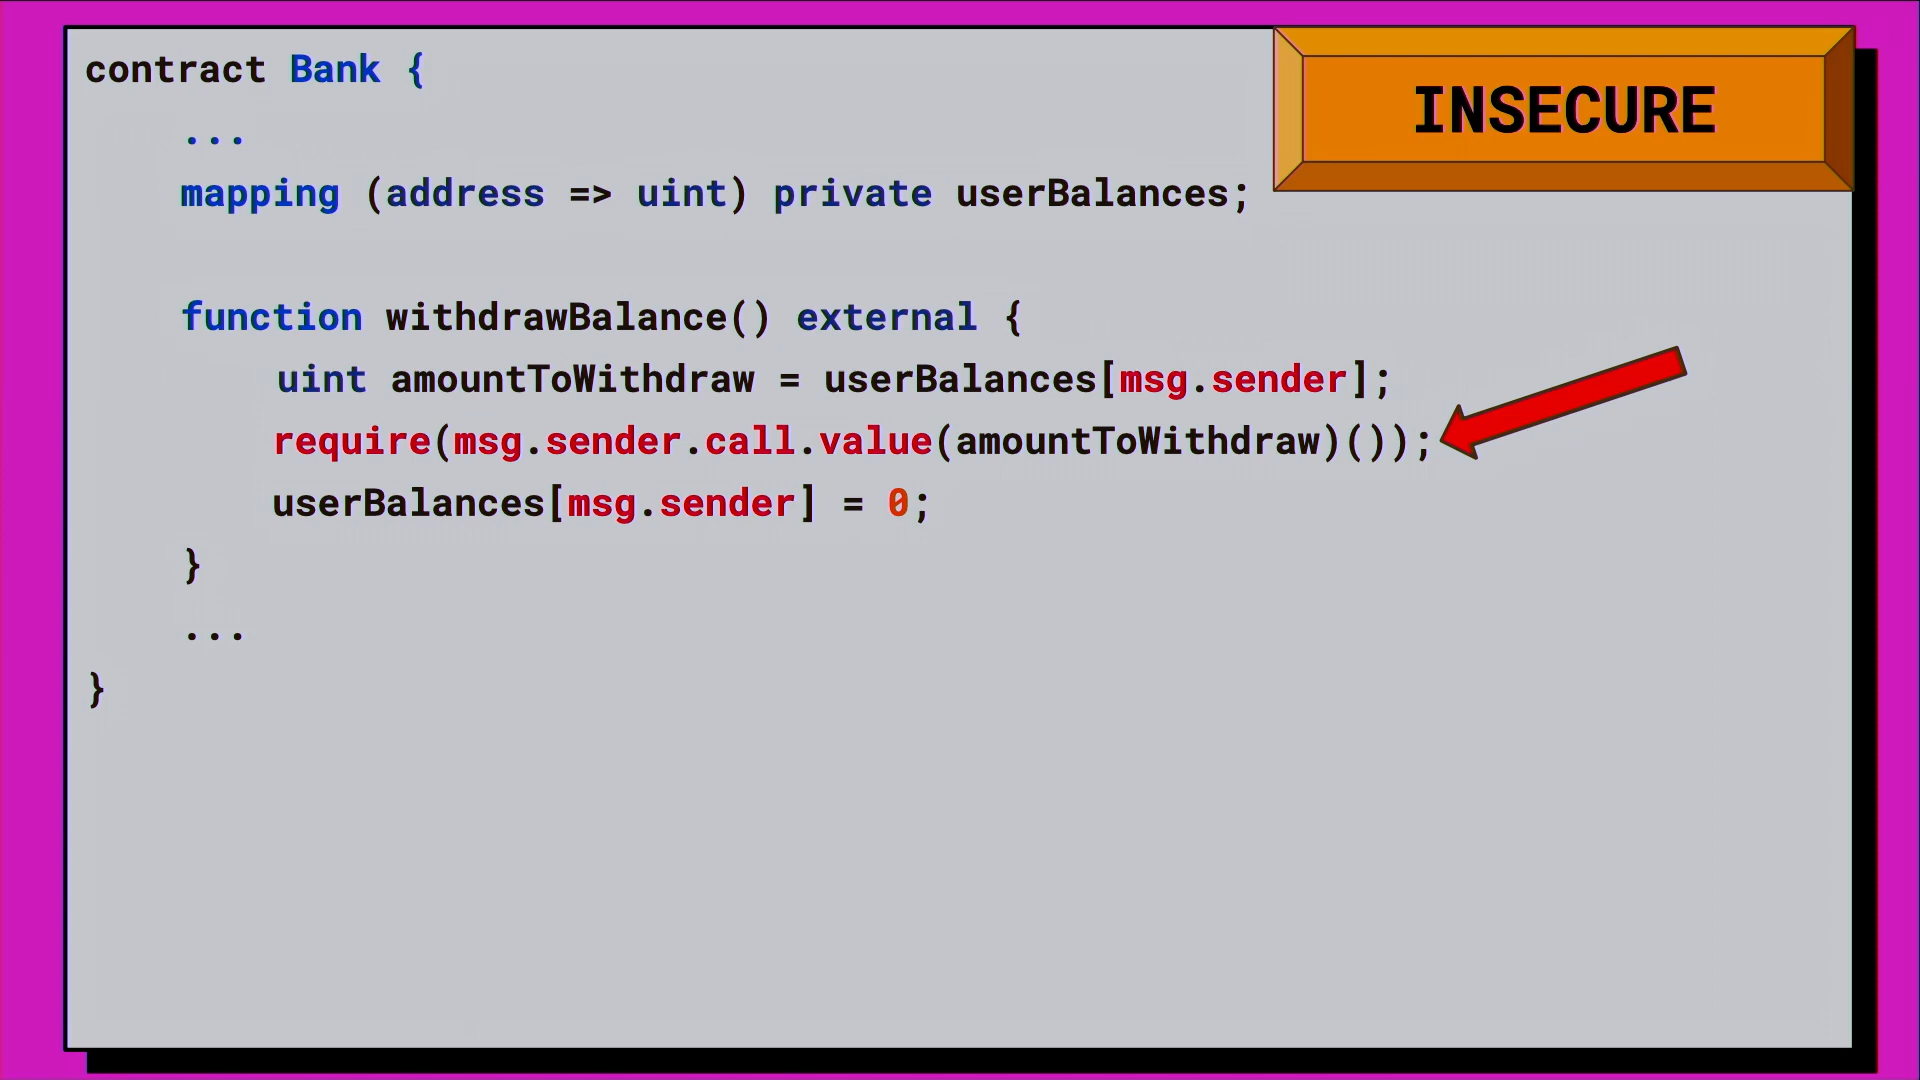 contract Bank {
INSECURE
...
mapping (address => uint) private userBalances;
function withdrawBalance() external {
uint amountToWithdraw = userBalances[msg.sender];
require(msg.sender.call.value(amountToWithdraw)());
userBalances[msg.sender] = 0;
}
...
}